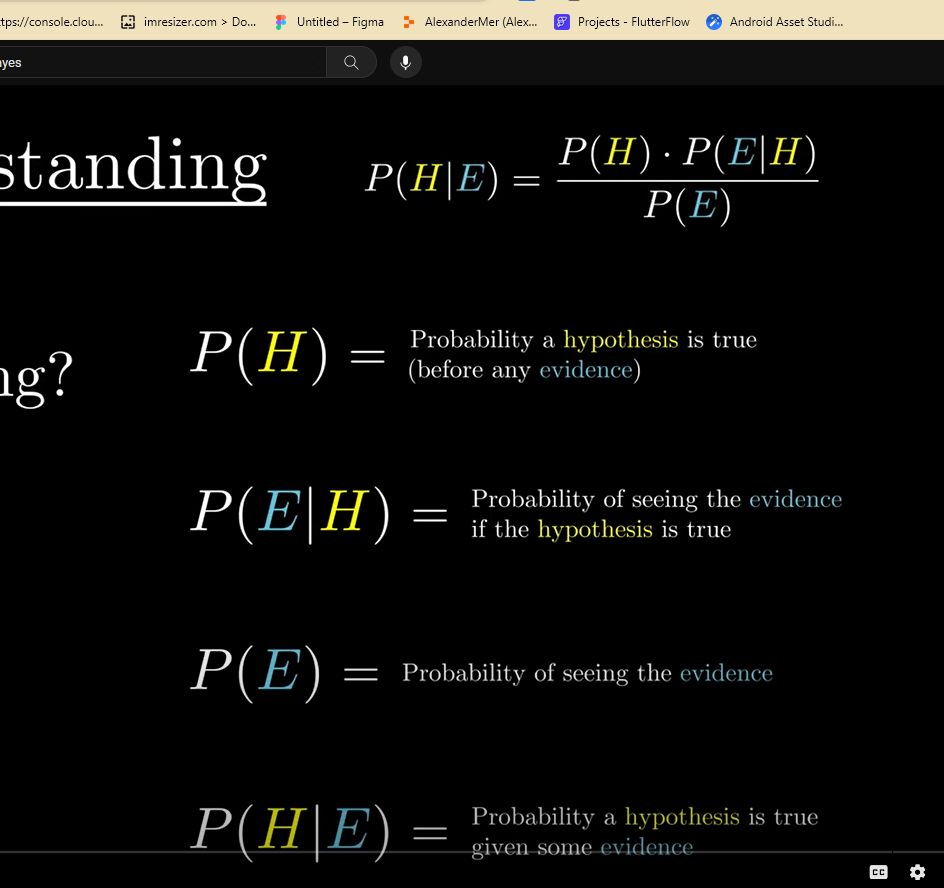 ttps://console.clou... imresizer.com > Do... Untitled – Figma AlexanderMer (Alex... Projects - FlutterFlow Android Asset Studi...
ayes
standing
P(H|E) = P(H) · P(E|H) / P(E)
ng?
P(H) = Probability a hypothesis is true
(before any evidence)
P(E|H) = Probability of seeing the evidence
if the hypothesis is true
P(E) = Probability of seeing the evidence
P(H|E) = Probability a hypothesis is true
given some evidence
CC